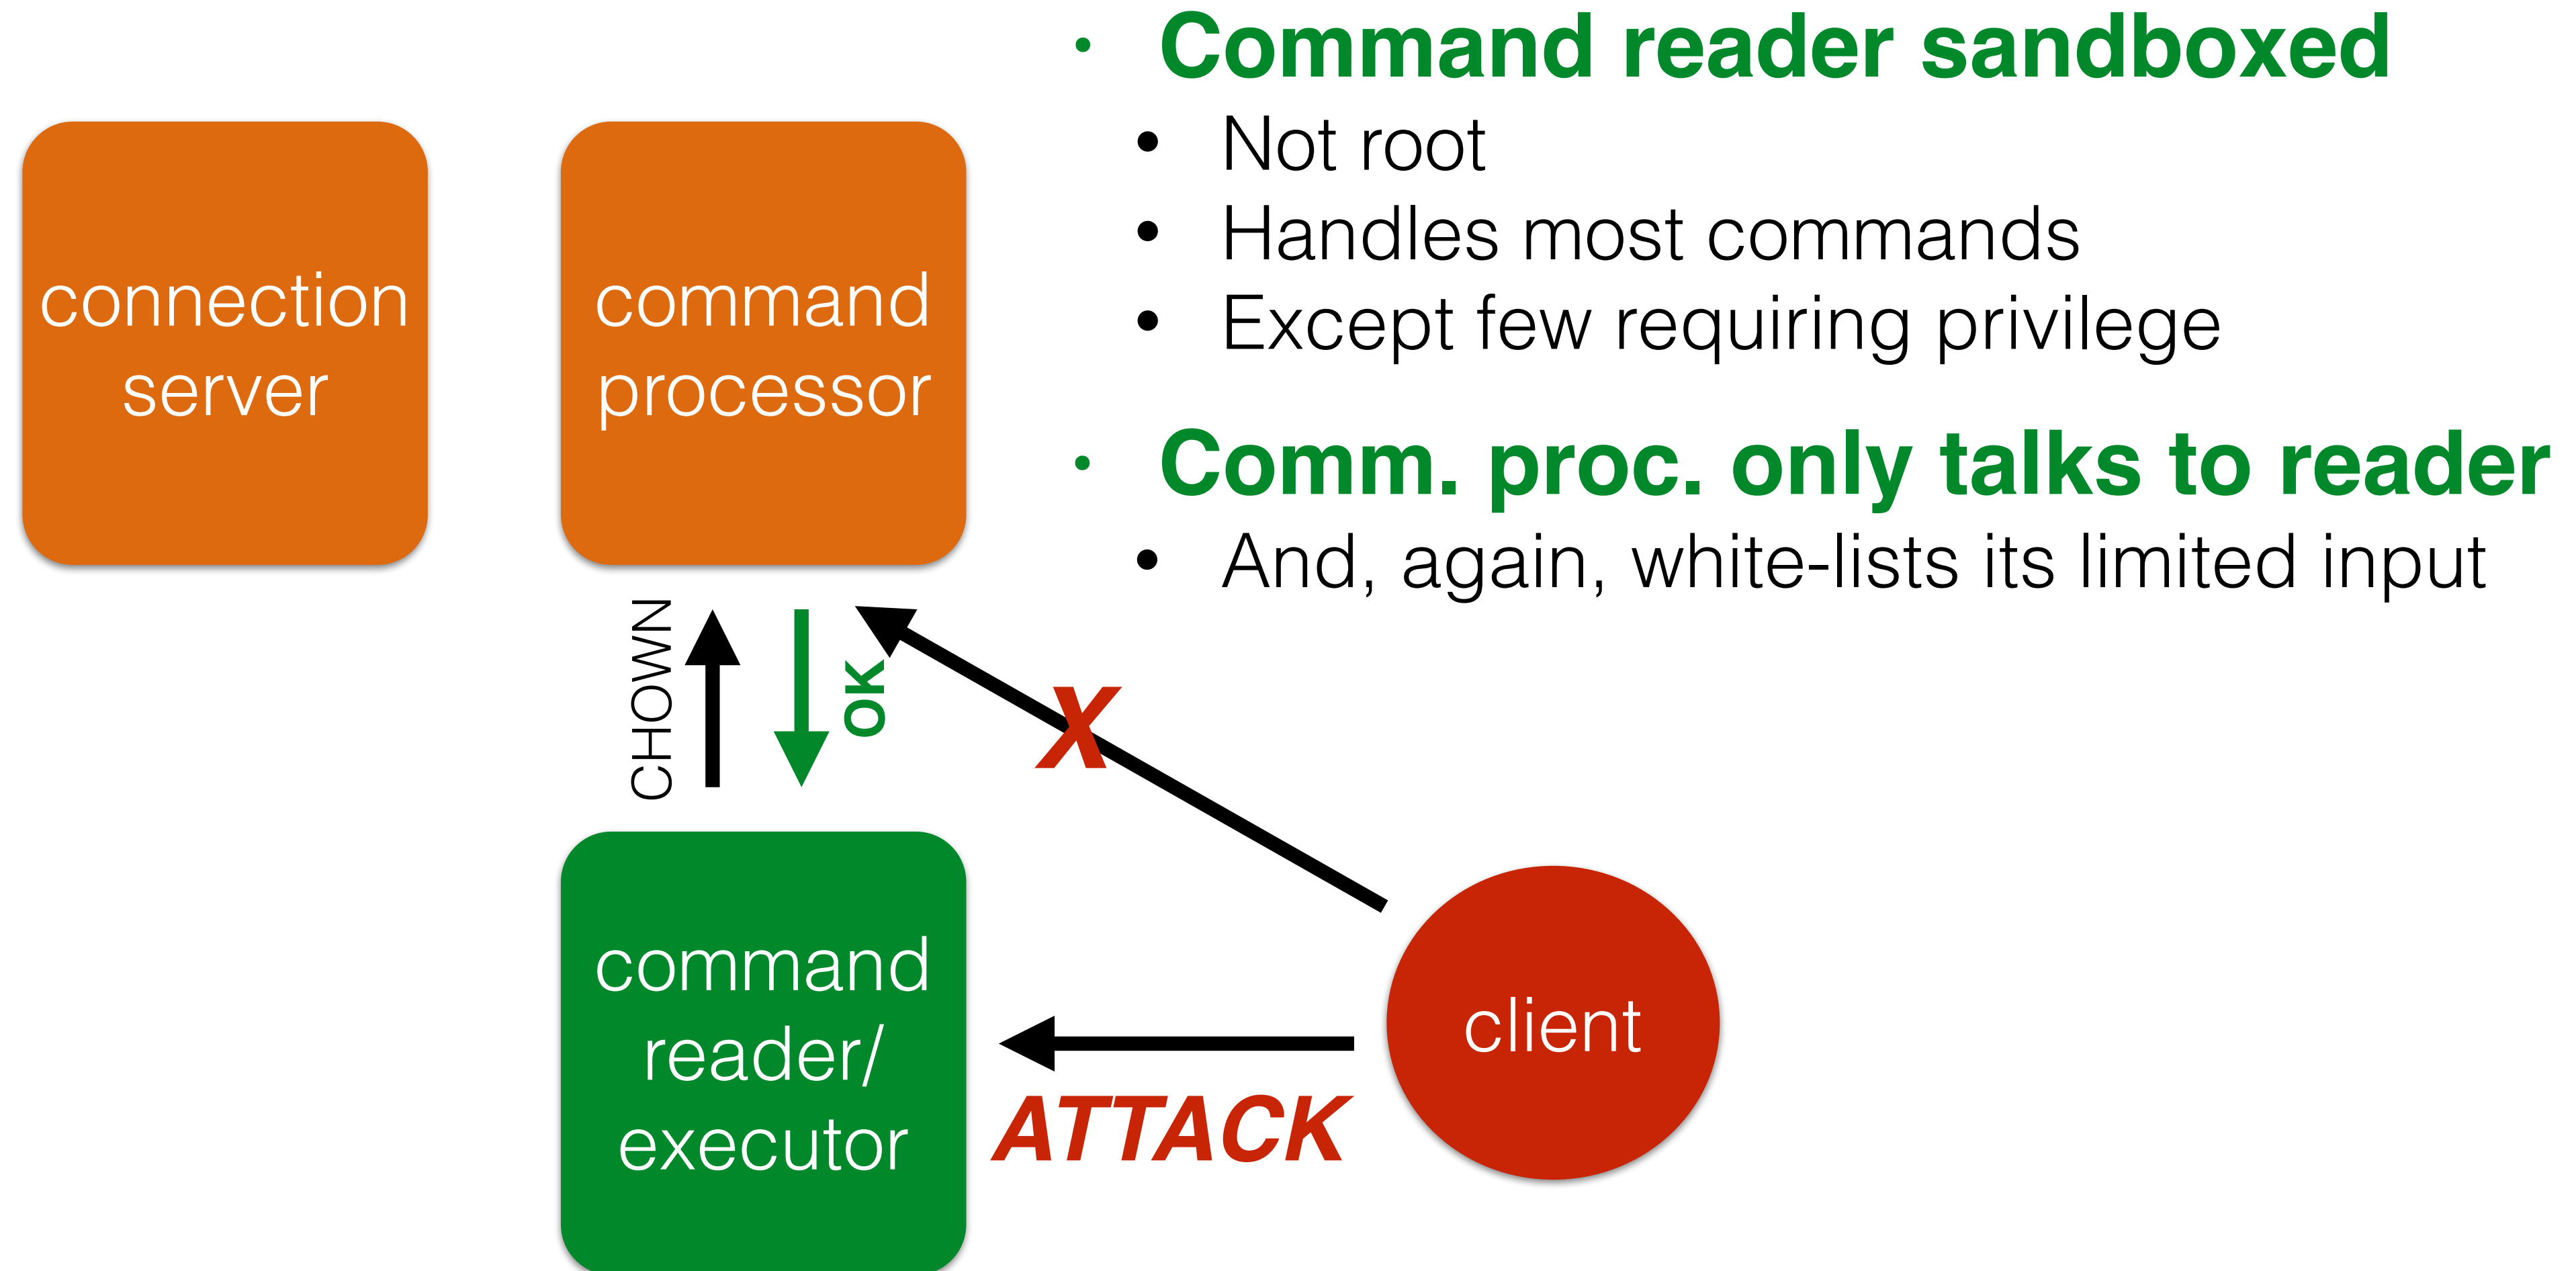 • Command reader sandboxed
• Not root
• Handles most commands
• Except few requiring privilege
• Comm. proc. only talks to reader
• And, again, white-lists its limited input
connection
server
command
processor
CHOWN
OK
X
command
reader/
executor
ATTACK
client